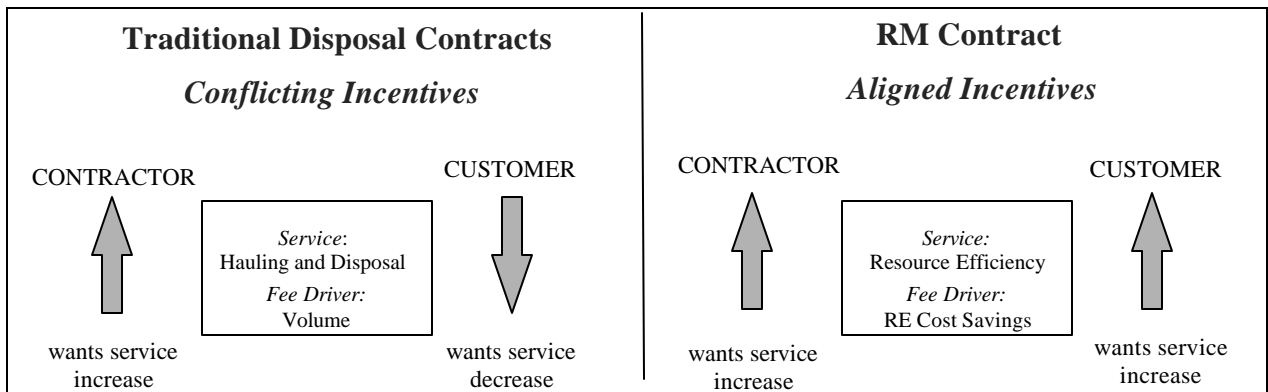 Traditional Disposal Contracts
Conflicting Incentives
CONTRACTOR
CUSTOMER
Service:
Hauling and Disposal
Fee Driver:
Volume
wants service
increase
wants service
decrease
RM Contract
Aligned Incentives
CONTRACTOR
CUSTOMER
Service:
Resource Efficiency
Fee Driver:
RE Cost Savings
wants service
increase
wants service
increase